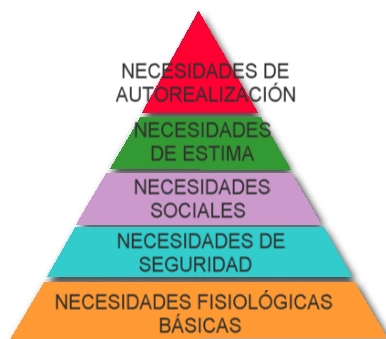 NECESIDADES DE
AUTOREALIZACIÓN
NECESIDADES
DE ESTIMA
NECESIDADES
SOCIALES
NECESIDADES DE
SEGURIDAD
NECESIDADES FISIOLÓGICAS
BÁSICAS